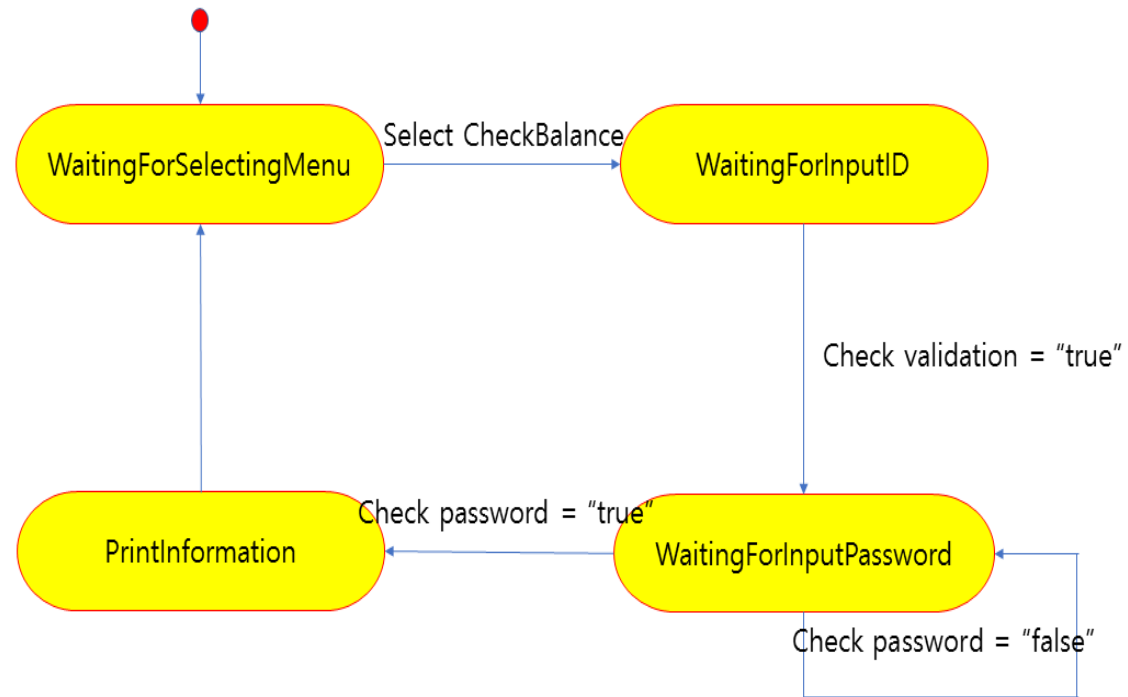 Select CheckBalance
WaitingForSelectingMenu
WaitingForInputID
Check validation = “true”
Check password = “true”
PrintInformation
WaitingForInputPassword
Check password = “false”